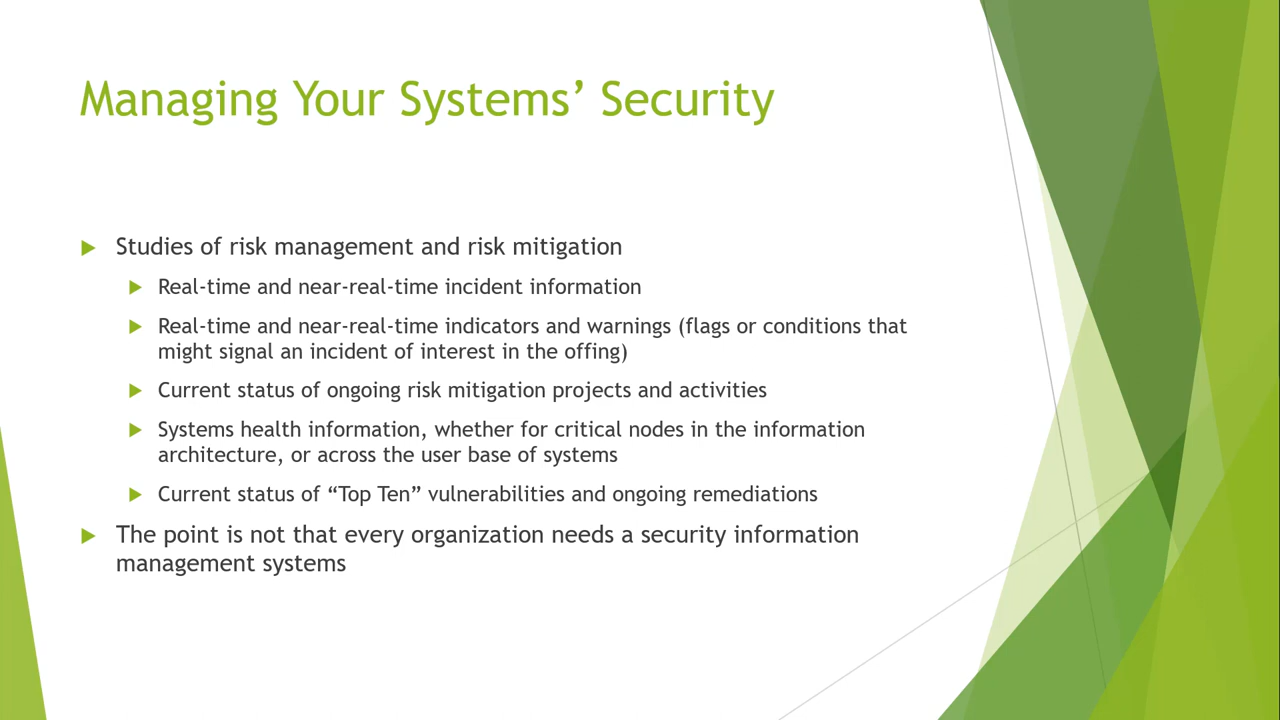 Managing Your Systems’ Security
Studies of risk management and risk mitigation
Real-time and near-real-time incident information
Real-time and near-real-time indicators and warnings (flags or conditions that
might signal an incident of interest in the offing)
Current status of ongoing risk mitigation projects and activities
Systems health information, whether for critical nodes in the information
architecture, or across the user base of systems
Current status of “Top Ten” vulnerabilities and ongoing remediations
The point is not that every organization needs a security information
management systems